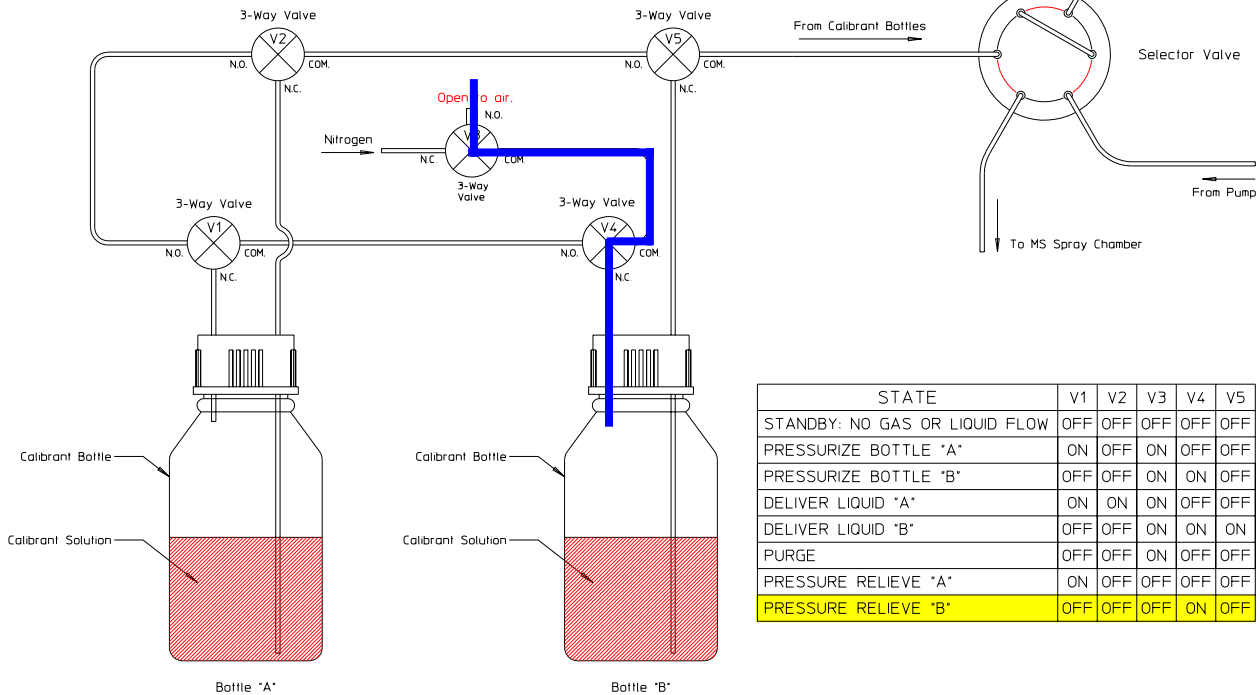 3-Way Valve
V2
N.O.
COM.
N.C.
3-Way Valve
V5
N.O.
COM.
N.C.
From Calibrant Bottles
Selector Valve
Open to air.
N.O.
Nitrogen
N.C.
COM.
3-Way
Valve
From Pump
To MS Spray Chamber
3-Way Valve
V1
N.O.
COM.
N.C.
3-Way Valve
V4
N.O.
COM.
N.C.
Calibrant Bottle
Calibrant Solution
Bottle "A"
Calibrant Bottle
Calibrant Solution
Bottle "B"
STATE V1 V2 V3 V4 V5
STANDBY: NO GAS OR LIQUID FLOW OFF OFF OFF OFF OFF
PRESSURIZE BOTTLE "A" ON OFF ON OFF OFF
PRESSURIZE BOTTLE "B" OFF OFF ON ON OFF
DELIVER LIQUID "A" ON ON ON OFF OFF
DELIVER LIQUID "B" OFF OFF ON ON ON
PURGE OFF OFF ON OFF OFF
PRESSURE RELIEVE "A" ON OFF OFF OFF OFF
PRESSURE RELIEVE "B" OFF OFF OFF ON OFF